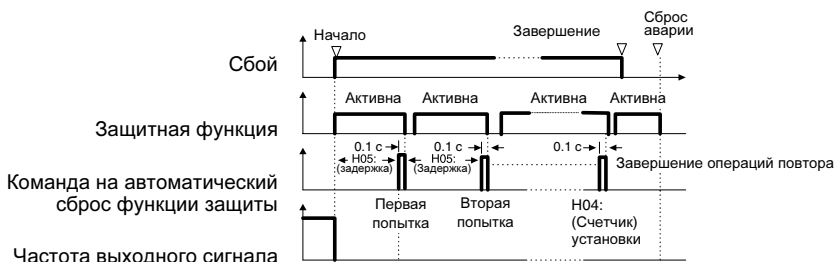 Сброс
аварии
Начало
Завершение
Сбой
Активна Активна Активна Активна
Защитная функция
0.1 с 0.1 с 0.1 с
H05:
(задержка)
H05:
(Задержка)
Завершение операций повтора
Команда на автоматический
сброс функции защиты
Первая
попытка
Вторая
попытка
H04:
(Счетчик)
установки
Частота выходного сигнала